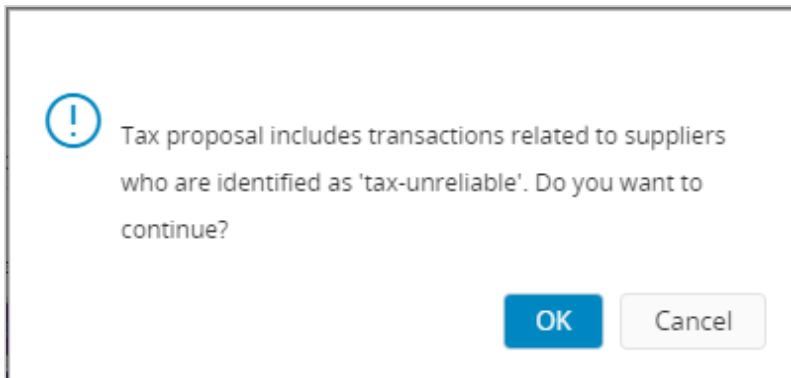 Tax proposal includes transactions related to suppliers
who are identified as 'tax-unreliable'. Do you want to
continue?
OK Cancel